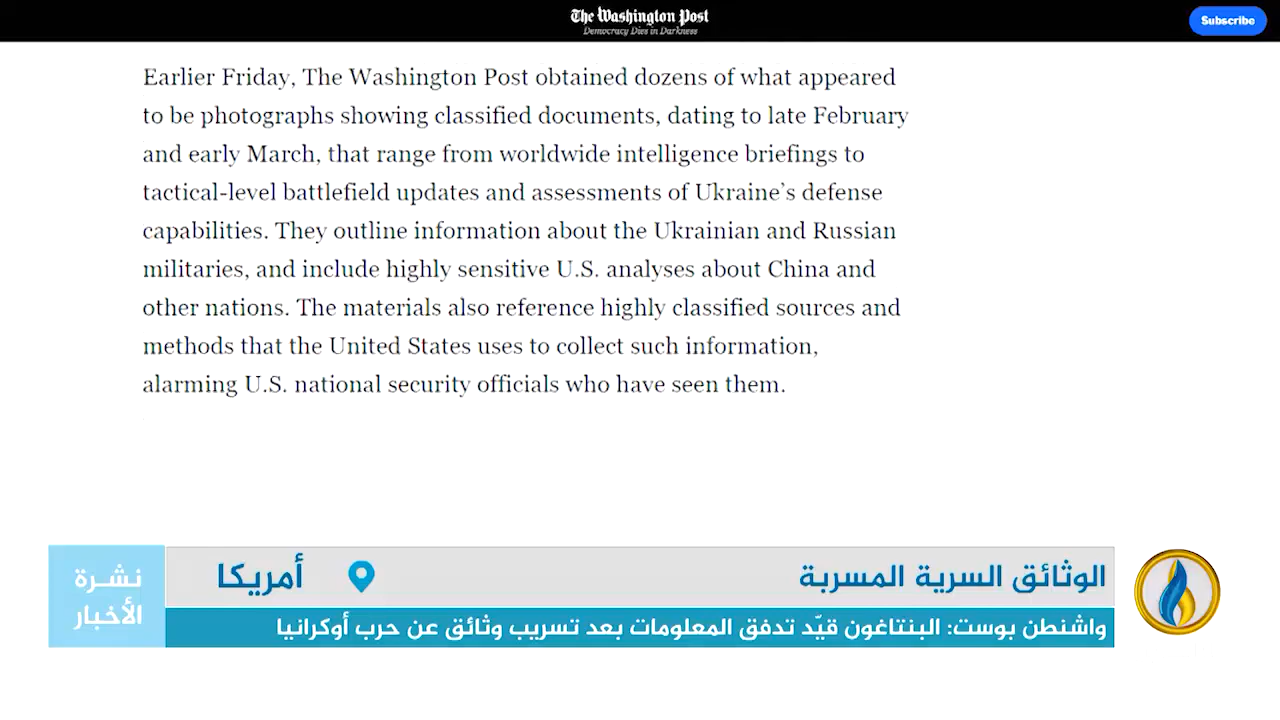 The Washington Post
Democracy Dies in Darkness
Subscribe
Earlier Friday, The Washington Post obtained dozens of what appeared
to be photographs showing classified documents, dating to late February
and early March, that range from worldwide intelligence briefings to
tactical-level battlefield updates and assessments of Ukraine’s defense
capabilities. They outline information about the Ukrainian and Russian
militaries, and include highly sensitive U.S. analyses about China and
other nations. The materials also reference highly classified sources and
methods that the United States uses to collect such information,
alarming U.S. national security officials who have seen them.
الوثائق السرية المسربة
أمريكا
واشنطن بوست: البنتاغون قيّد تدفق المعلومات بعد تسريب وثائق عن حرب أوكرانيا
نشرة
الأخبار